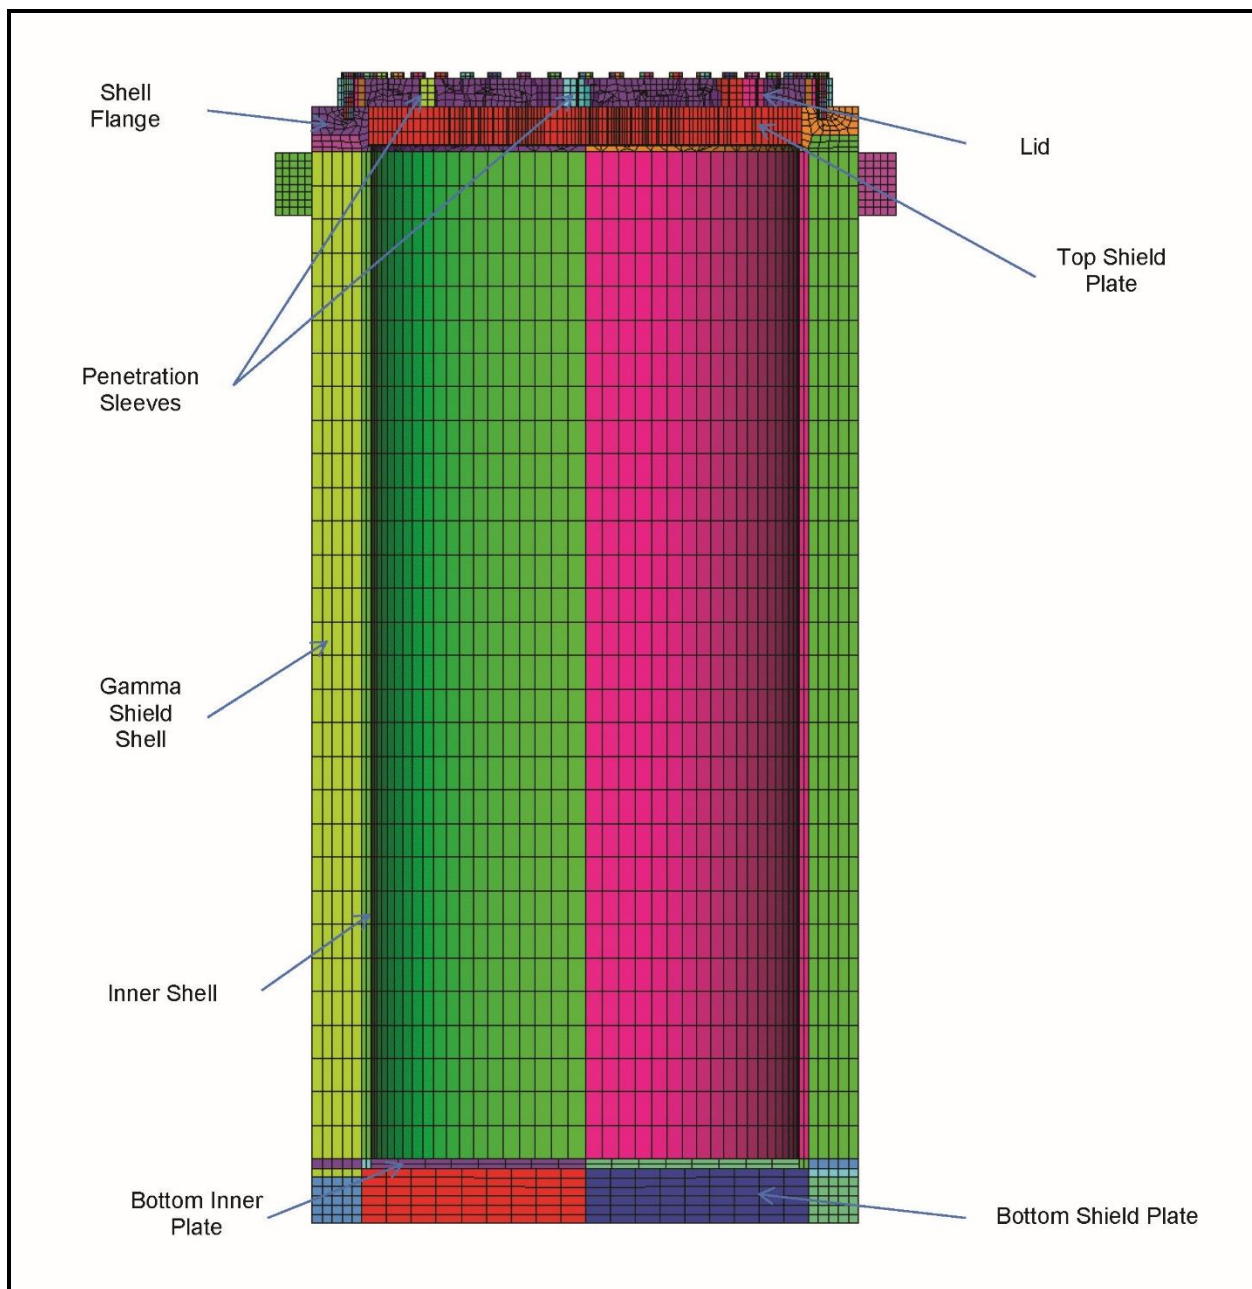 Shell
Flange
Lid
Top Shield
Plate
Penetration
Sleeves
Gamma
Shield
Shell
Inner Shell
Bottom Inner
Plate
Bottom Shield Plate